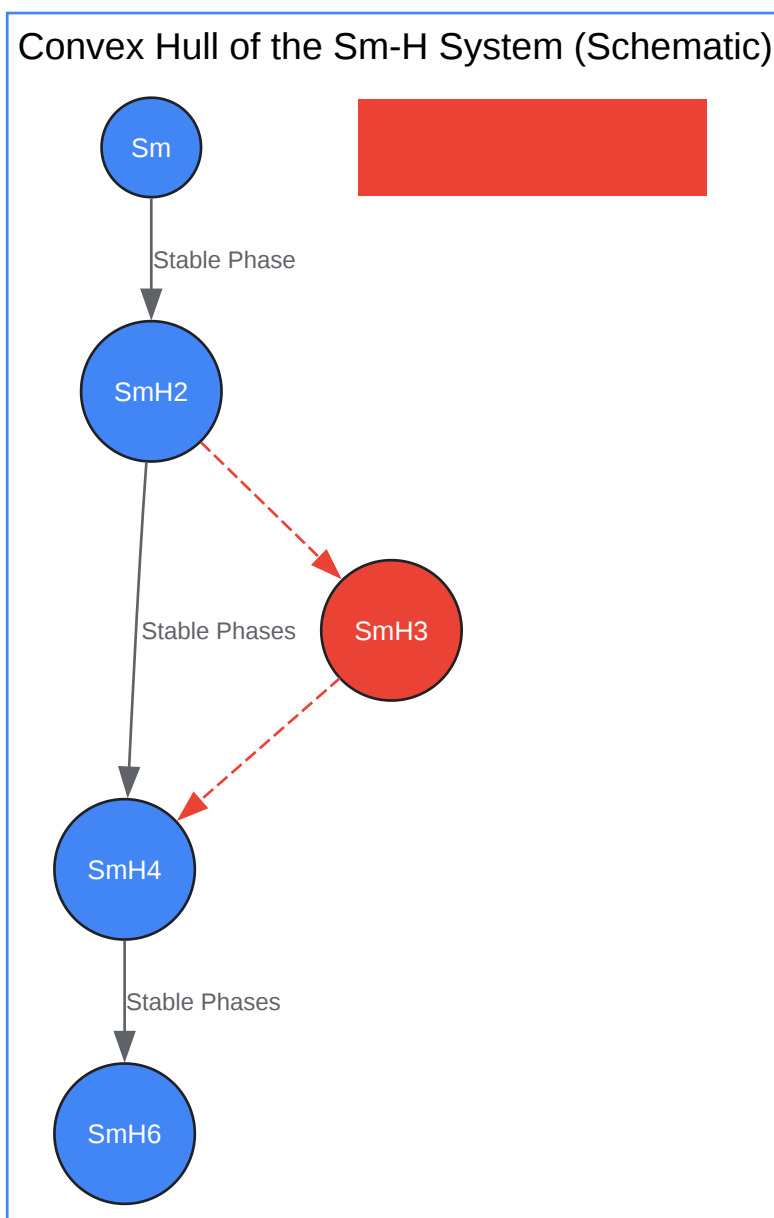 Convex Hull of the Sm-H System (Schematic)
Sm
Stable Phase
SmH2
Stable Phases
SmH3
SmH4
Stable Phases
SmH6